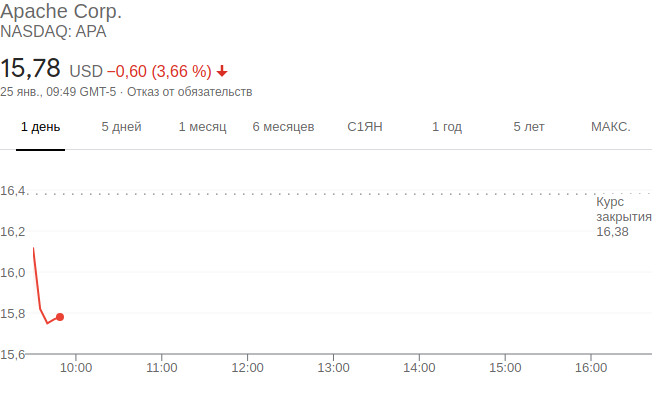 Apache Corp.
NASDAQ: APA
15,78 USD −0,60 (3,66 %)
25 янв., 09:49 GMT-5 · Отказ от обязательств
1 день 5 дней 1 месяц 6 месяцев С1ЯН 1 год 5 лет МАКС.
16,4
Курс
закрытия
16,2 16,38
16,0
15,8
15,6
10:00 11:00 12:00 13:00 14:00 15:00 16:00